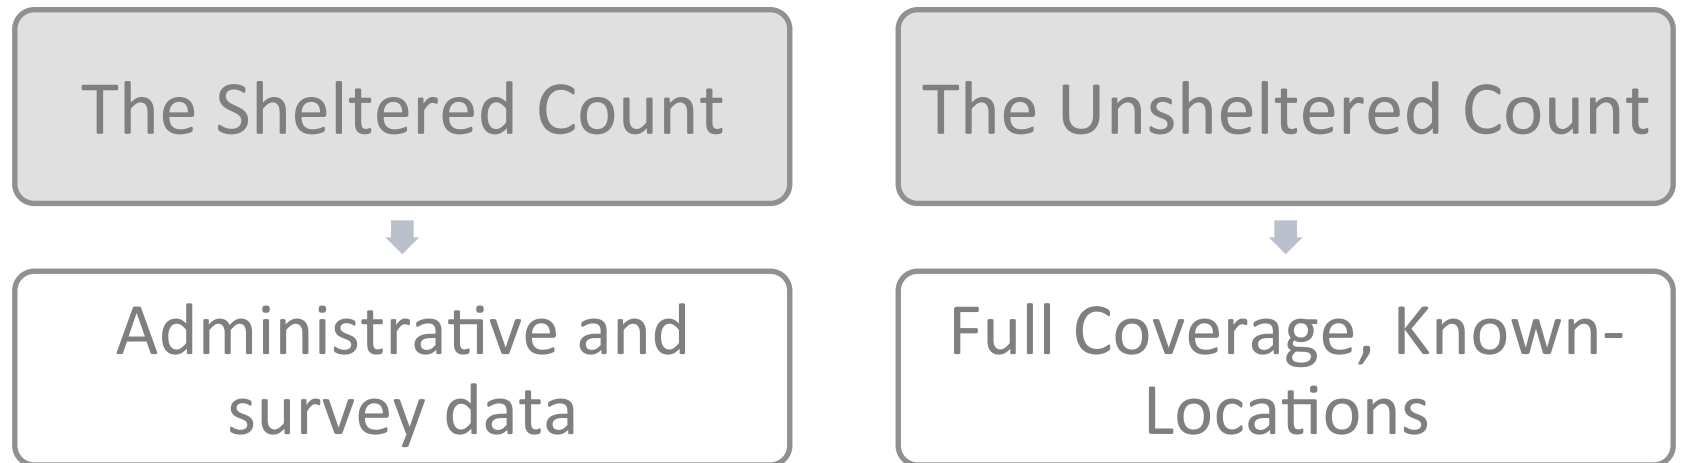 The Sheltered Count
The Unsheltered Count
Administrative and
survey data
Full Coverage, Known-
Locations